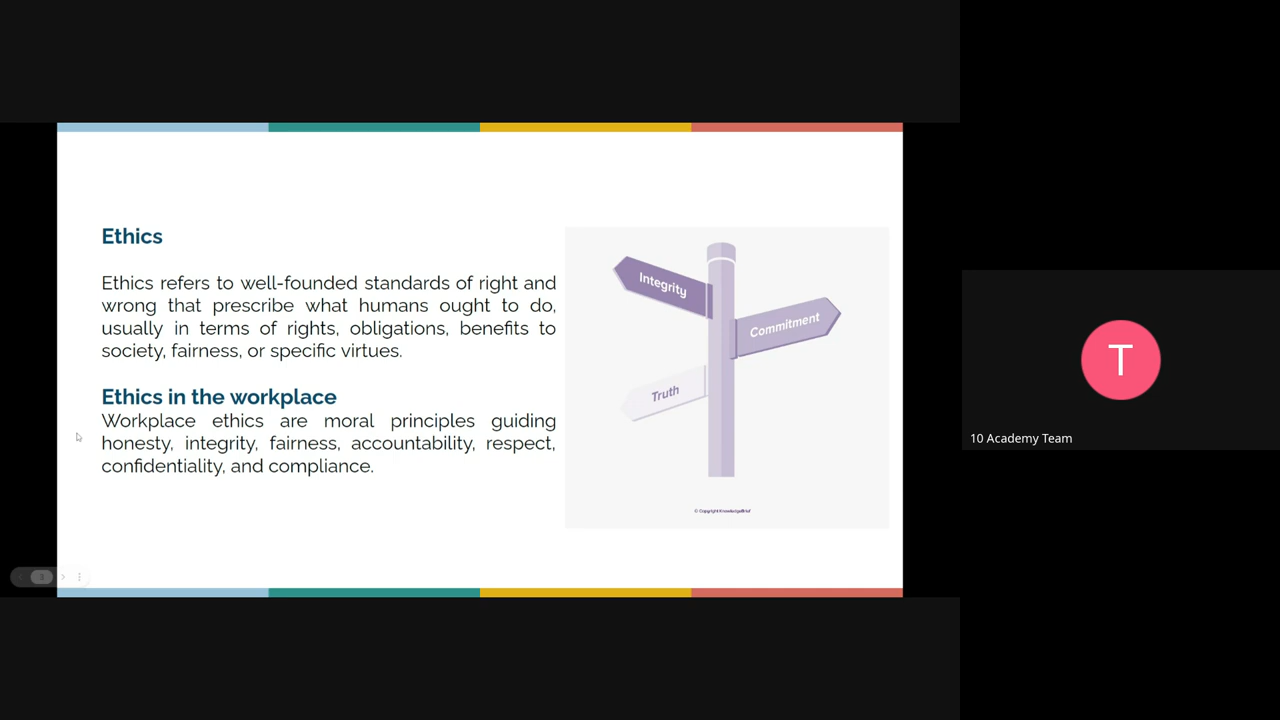 Ethics
Ethics refers to well-founded standards of right and
wrong that prescribe what humans ought to do,
usually in terms of rights, obligations, benefits to
society, fairness, or specific virtues.
Ethics in the workplace
Workplace ethics are moral principles guiding
honesty, integrity, fairness, accountability, respect,
confidentiality, and compliance.
Integrity
Commitment
Truth
© Copyright KnowledgeBrief
T
10 Academy Team